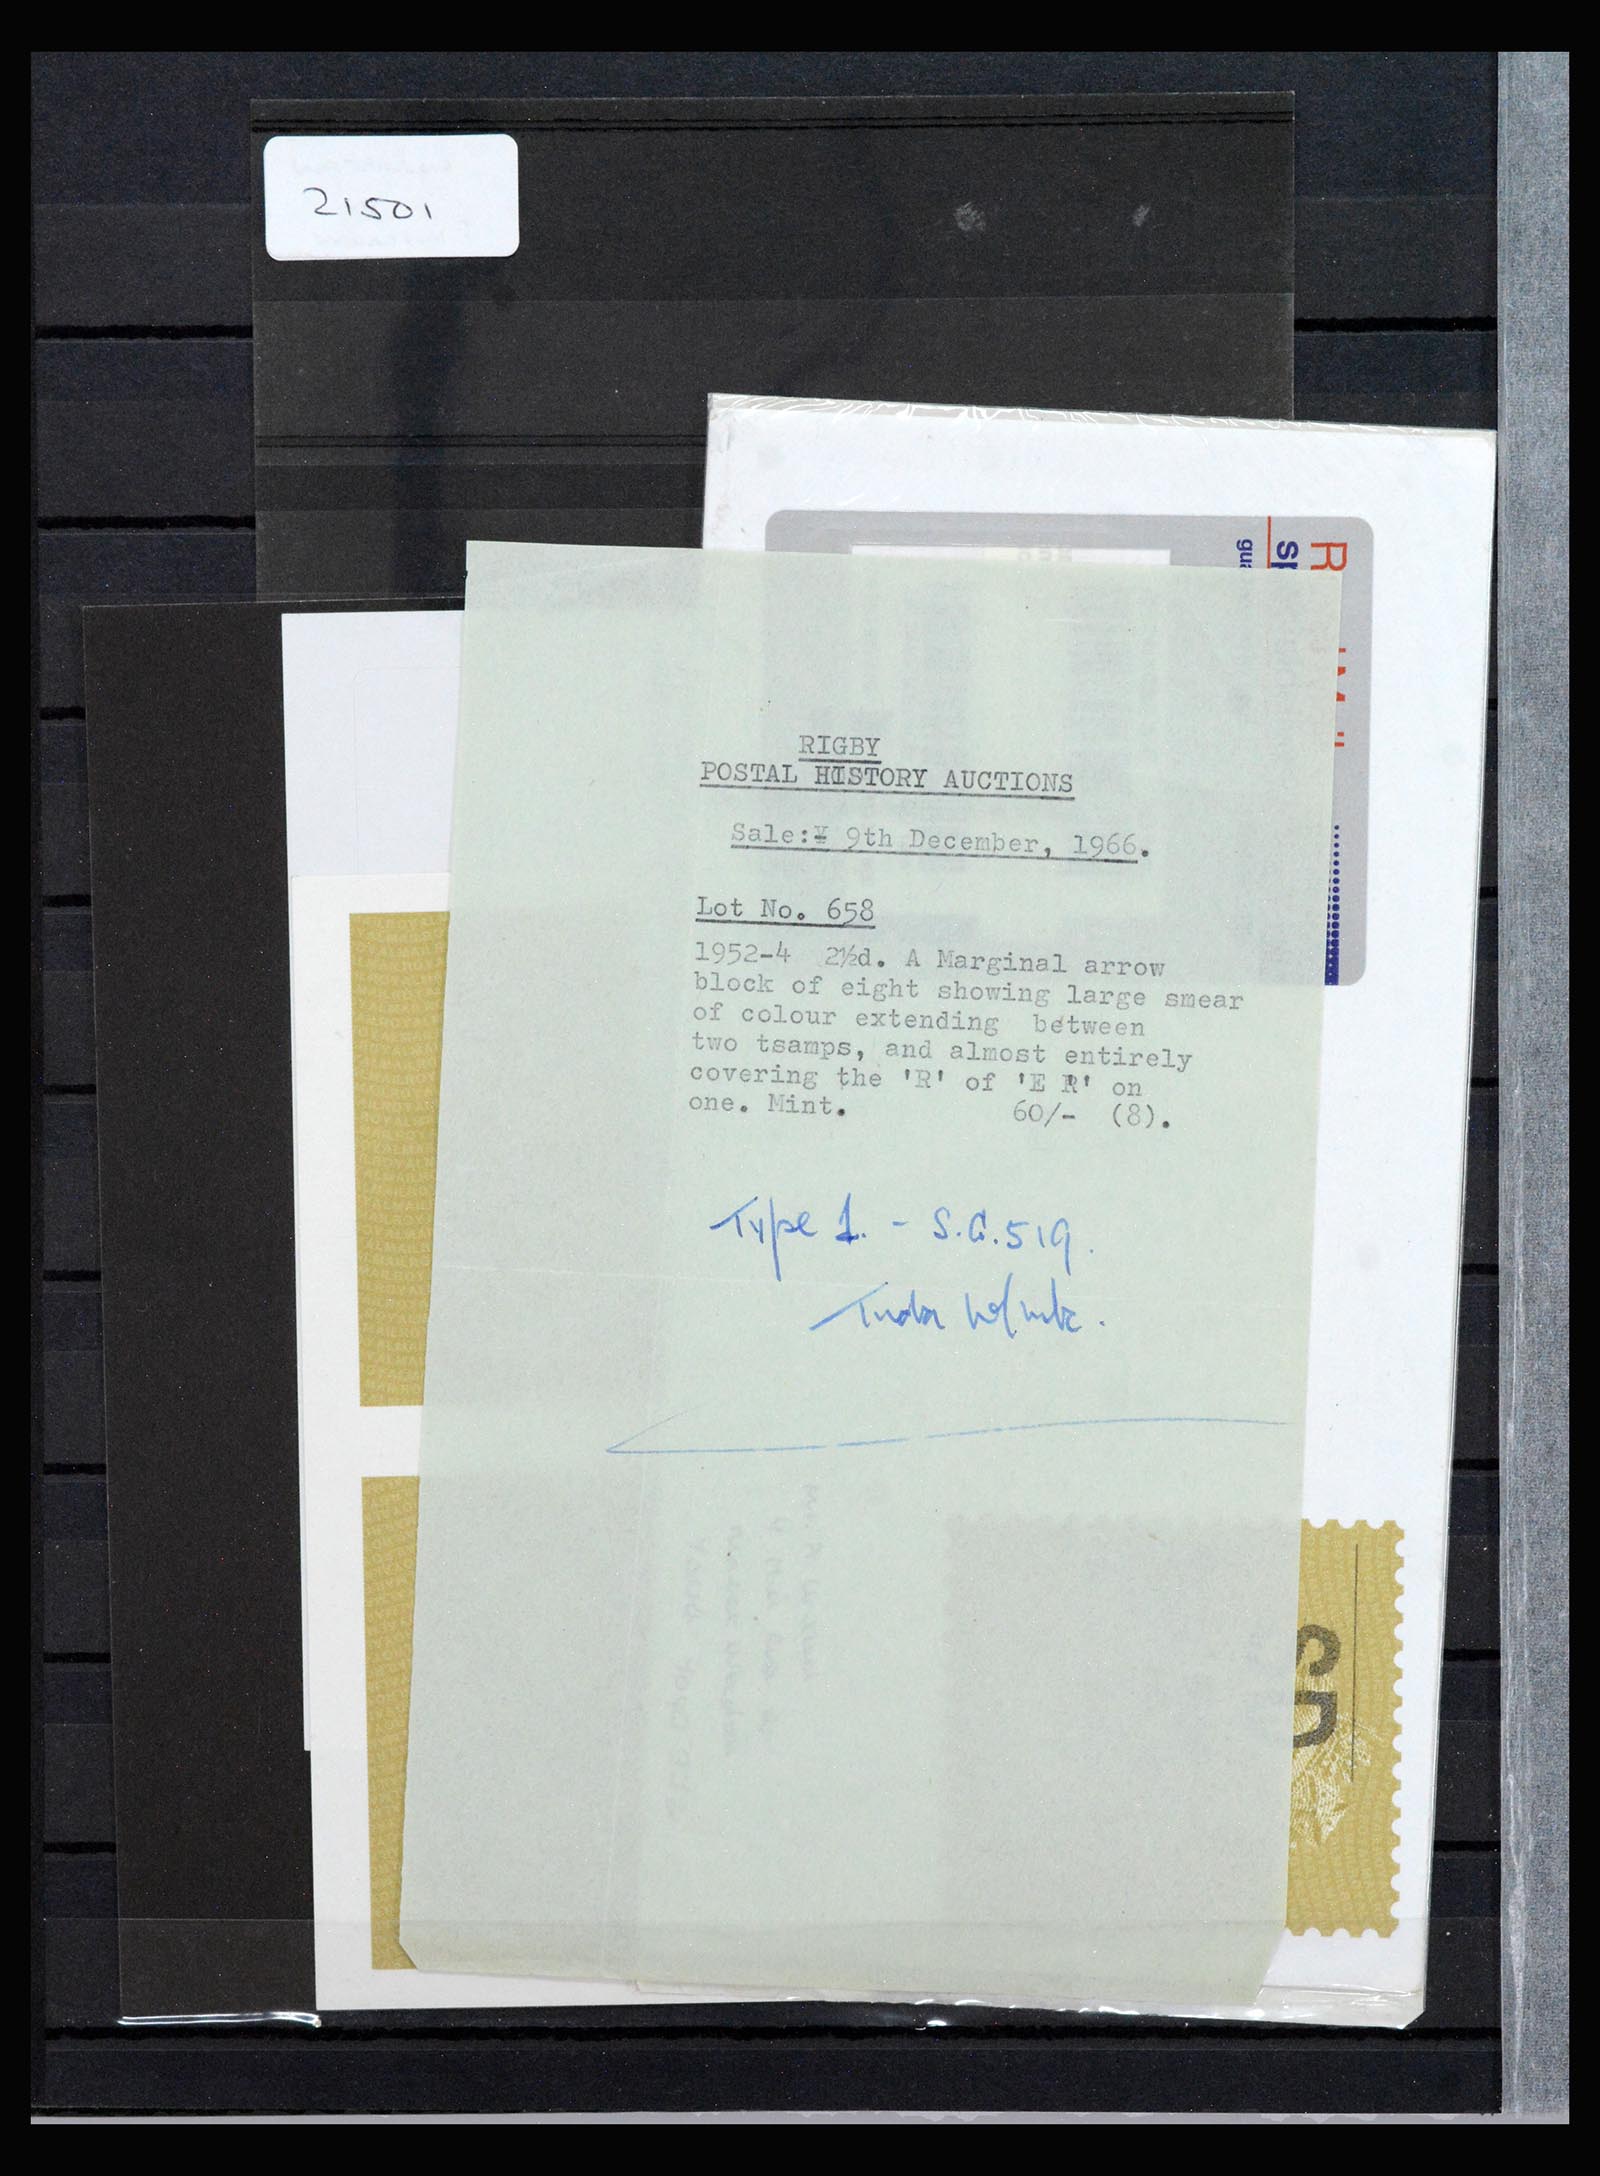 21501
RIGBY
POSTAL HISTORY AUCTIONS
Sale: 9th December, 1966.
Lot No. 658
1952-4 2½d. A Marginal arrow
block of eight showing large smear
of colour extending between
two tsamps, and almost entirely
covering the 'R' of 'E R' on
one. Mint. 60/- (8).
Type 1. - S.G. 519.
Tudor